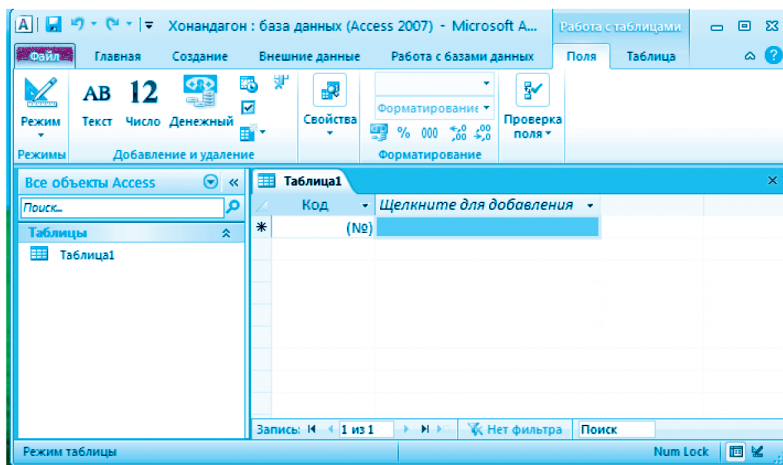 Хонандагон : база данных (Access 2007) - Microsoft A... Работа с таблицами
Файл Главная Создание Внешние данные Работа с базами данных Поля Таблица
Режим
AB Текст
12 Число
Денежный
Свойства
Форматирование
% 000 ,00 ,00
Проверка поля
Режимы Добавление и удаление Форматирование
Все объекты Access «
Поиск...
Таблицы
Таблица1
Таблица1
Код Щелкните для добавления
* (№)
Запись: 1 из 1 Нет фильтра Поиск
Режим таблицы Num Lock